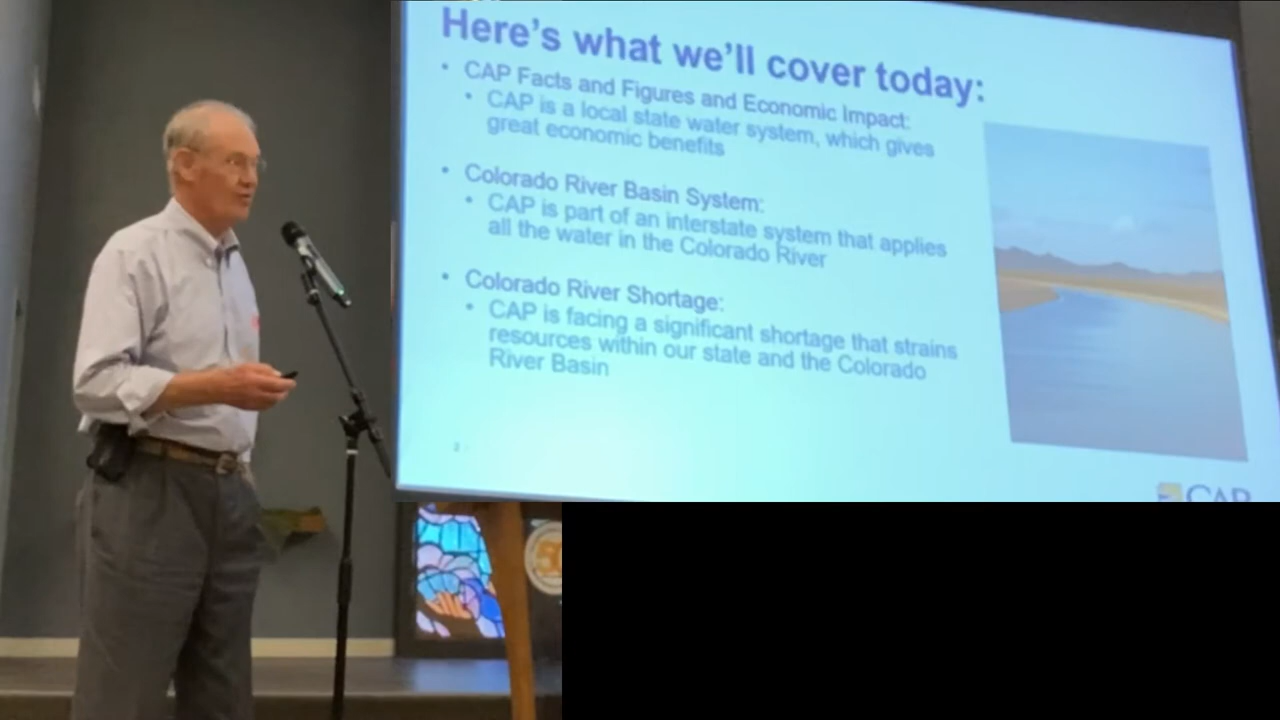 Here's what we'll cover today:
• CAP Facts and Figures and Economic Impact:
• CAP is a local state water system, which gives
great economic benefits
• Colorado River Basin System:
• CAP is part of an interstate system that applies
all the water in the Colorado River
• Colorado River Shortage:
• CAP is facing a significant shortage that strains
resources within our state and the Colorado
River Basin
CAP